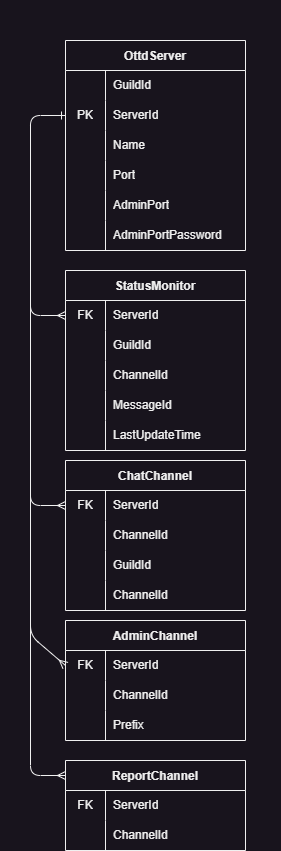 OttdServer
GuildId
PK ServerId
Name
Port
AdminPort
AdminPortPassword
StatusMonitor
FK ServerId
GuildId
ChannelId
MessageId
LastUpdateTime
ChatChannel
FK ServerId
ChannelId
GuildId
ChannelId
AdminChannel
FK ServerId
ChannelId
Prefix
ReportChannel
FK ServerId
ChannelId